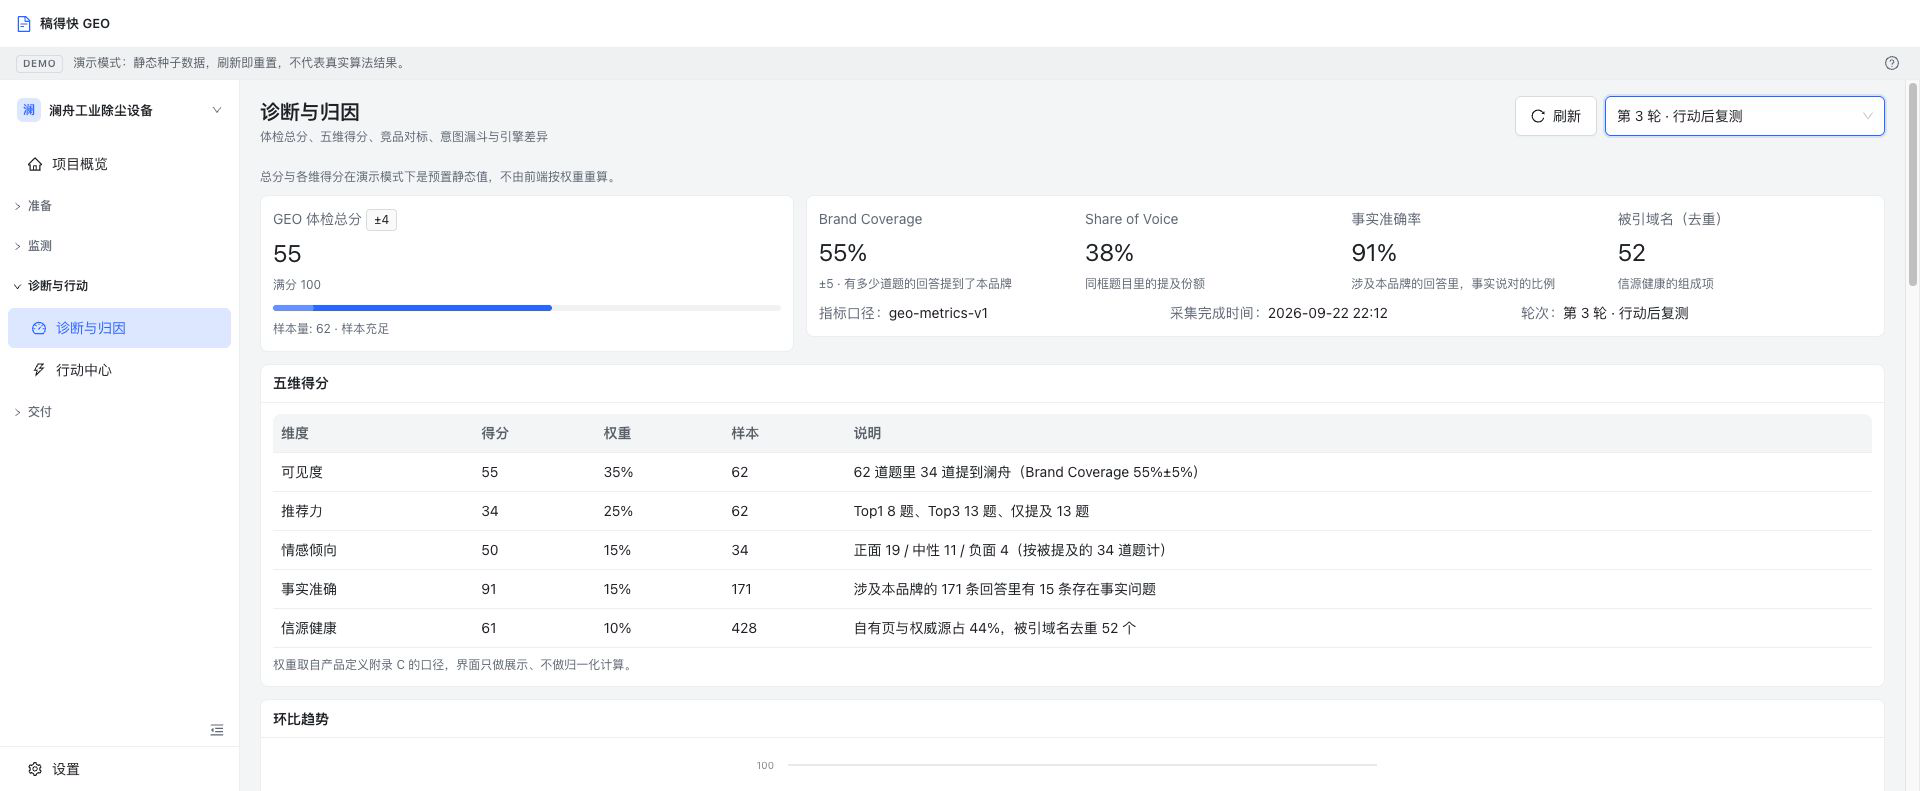 稿得快 GEO
DEMO 演示模式：静态种子数据，刷新即重置，不代表真实算法结果。
澜 澜舟工业除尘设备
项目概览
准备
监测
诊断与行动
诊断与归因
行动中心
交付
设置
诊断与归因
体检总分、五维得分、竞品对标、意图漏斗与引擎差异
刷新
第 3 轮 · 行动后复测
总分与各维得分在演示模式下是预置静态值，不由前端按权重重算。
GEO 体检总分 ±4
55
满分 100
样本量: 62 · 样本充足
Brand Coverage Share of Voice 事实准确率 被引域名（去重）
55% 38% 91% 52
±5 · 有多少道题的回答提到了本品牌 同框题目里的提及份额 涉及本品牌的回答里，事实说对的比例 信源健康的组成项
指标口径： geo-metrics-v1 采集完成时间： 2026-09-22 22:12 轮次： 第 3 轮 · 行动后复测
五维得分
维度 得分 权重 样本 说明
可见度 55 35% 62 62 道题里 34 道提到澜舟（Brand Coverage 55%±5%）
推荐力 34 25% 62 Top1 8 题、Top3 13 题、仅提及 13 题
情感倾向 50 15% 34 正面 19 / 中性 11 / 负面 4（按被提及的 34 道题计）
事实准确 91 15% 171 涉及本品牌的 171 条回答里有 15 条存在事实问题
信源健康 61 10% 428 自有页与权威源占 44%，被引域名去重 52 个
权重取自产品定义附录 C 的口径，界面只做展示、不做归一化计算。
环比趋势
100